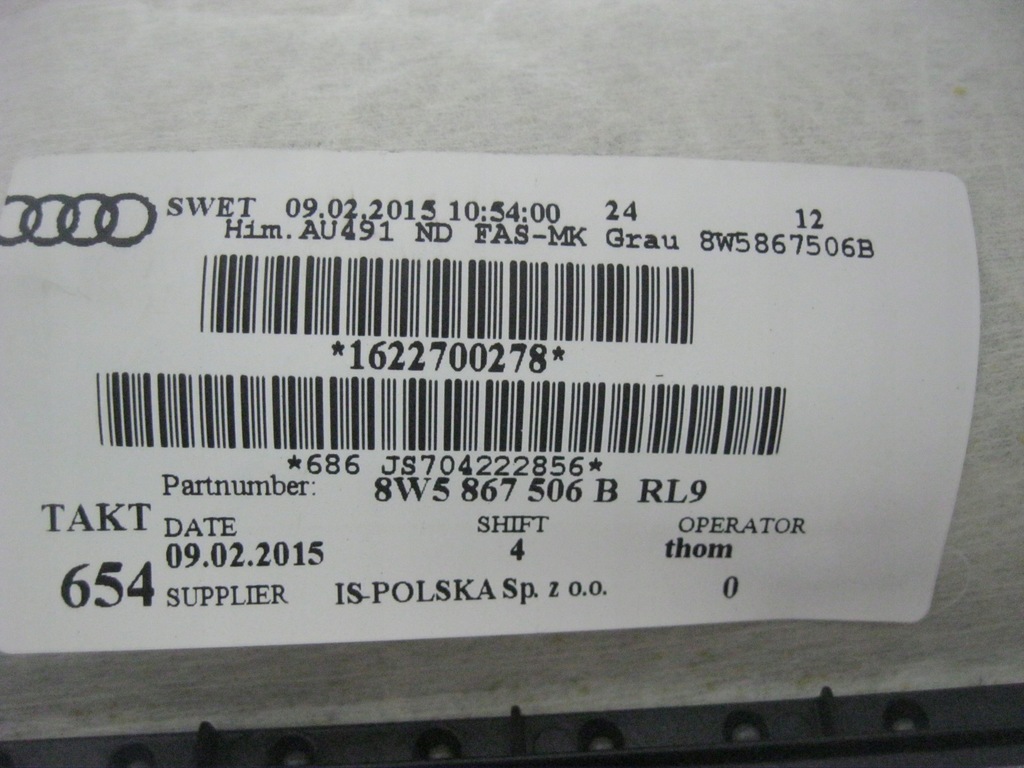 SWET 09.02.2015 10:54:00 24 12
Him.AU491 ND FAS-MK Grau 8W5867506B
*1622700278*
*686 JS704222856*
Partnumber: 8W5 867 506 B RL9
TAKT DATE SHIFT OPERATOR
09.02.2015 4 thom
654 SUPPLIER IS-POLSKA Sp. z o.o. 0